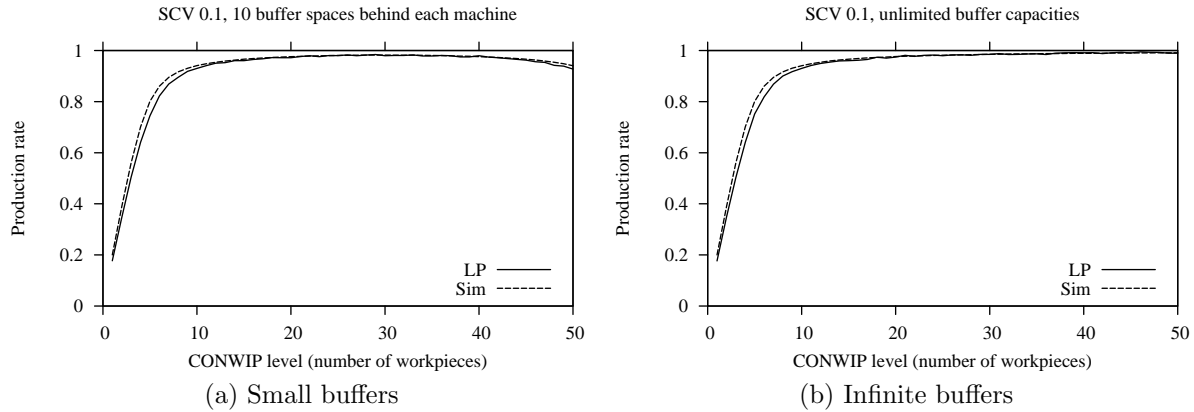 SCV 0.1, 10 buffer spaces behind each machine
1
0.8
0.6
0.4
0.2
0
Production rate
LP
Sim
0 10 20 30 40 50
CONWIP level (number of workpieces)
(a) Small buffers
SCV 0.1, unlimited buffer capacities
1
0.8
0.6
0.4
0.2
0
Production rate
LP
Sim
0 10 20 30 40 50
CONWIP level (number of workpieces)
(b) Infinite buffers